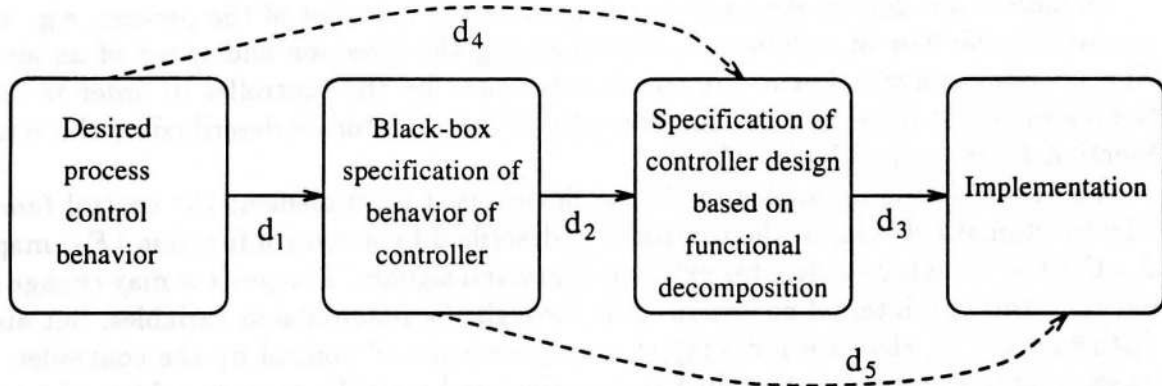 d4
Desired
process
control
behavior
d1
Black-box
specification of
behavior of
controller
d2
Specification of
controller design
based on
functional
decomposition
d3
Implementation
d5